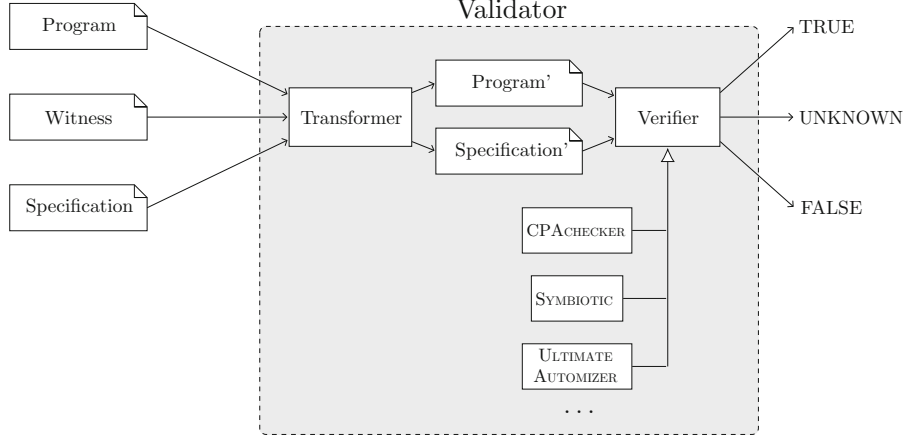 Validator
Program
Witness
Specification
Transformer
Program’
Specification’
Verifier
TRUE
UNKNOWN
FALSE
CPACHECKER
SYMBIOTIC
ULTIMATE
AUTOMIZER
...